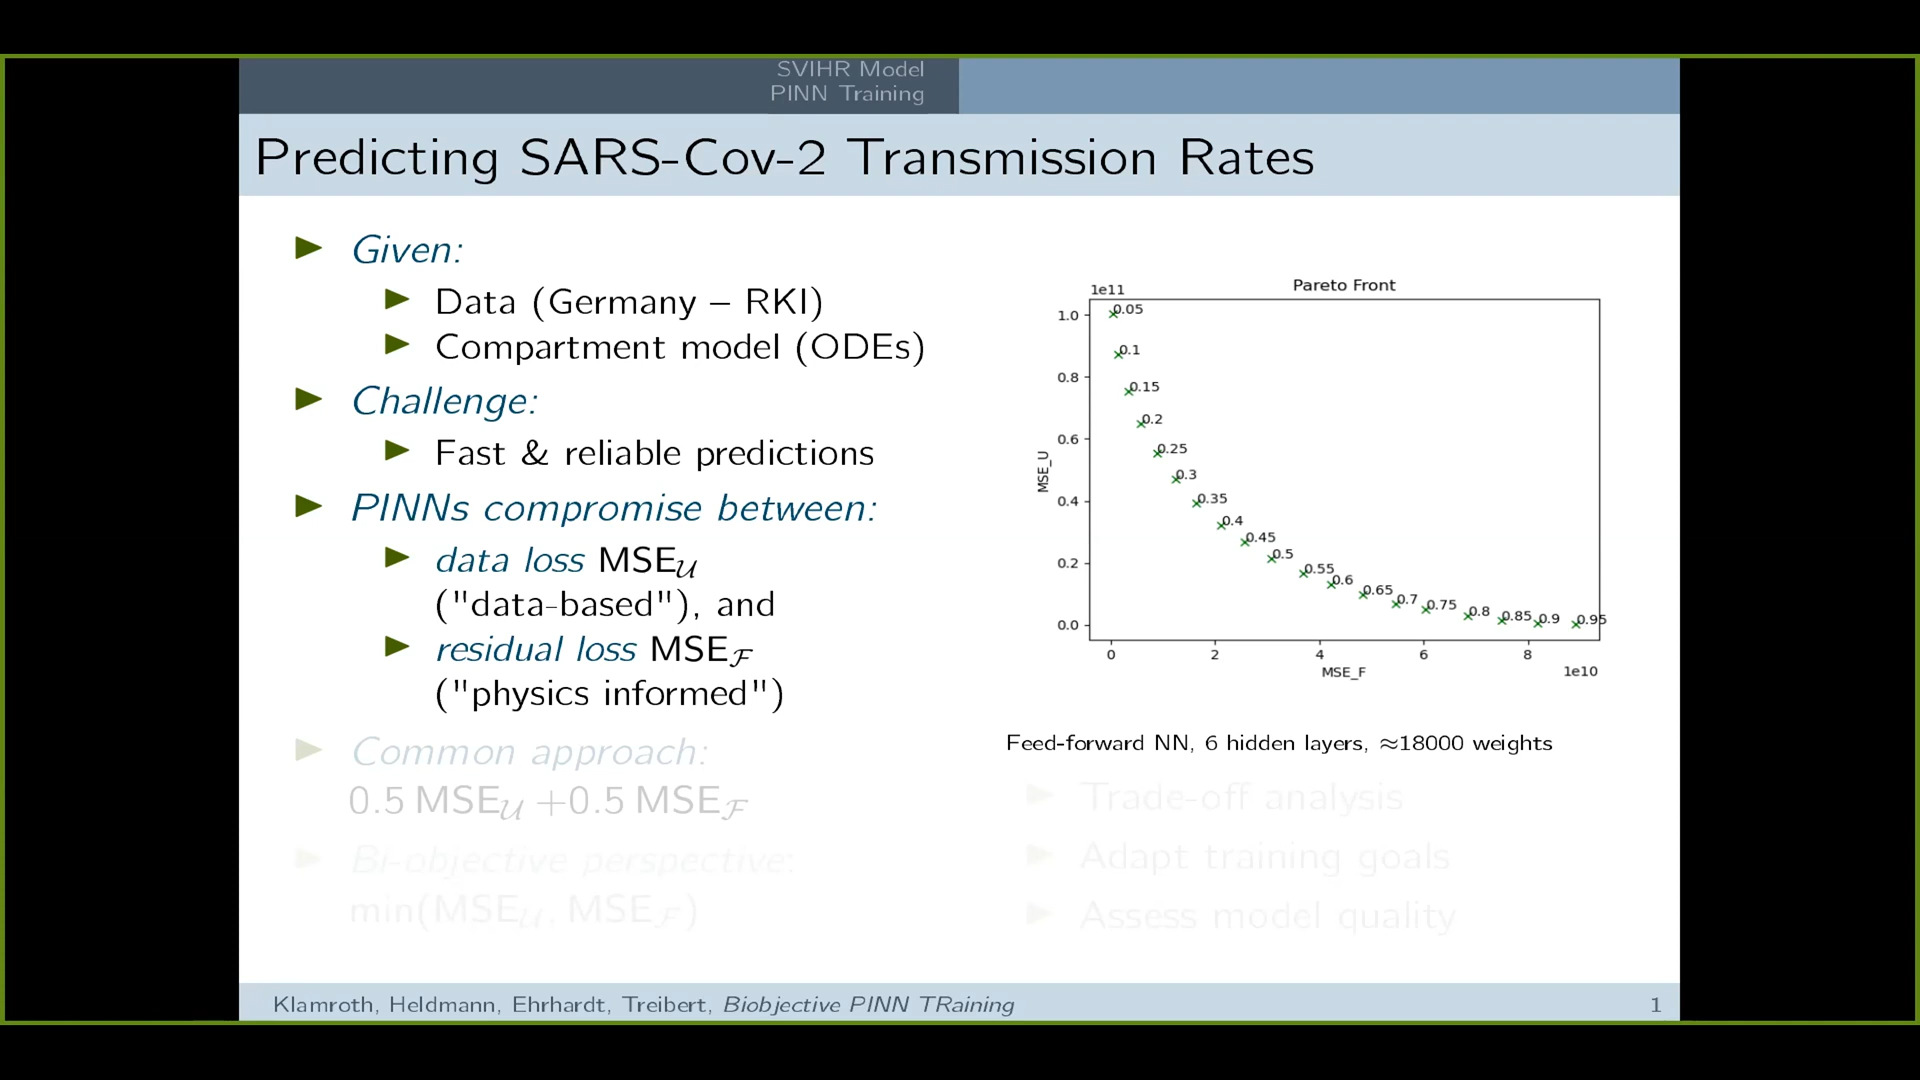 SVIHR Model
PINN Training
Predicting SARS-Cov-2 Transmission Rates
Given:
Data (Germany – RKI)
Compartment model (ODEs)
Challenge:
Fast & reliable predictions
PINNs compromise between:
data loss MSE𝒰
("data-based"), and
residual loss MSEℱ
("physics informed")
Common approach:
0.5 MSE𝒰 +0.5 MSEℱ
Bi-objective perspective:
min(MSE𝒰, MSEℱ)
Pareto Front
1e11
1.0
0.8
0.6
0.4
0.2
0.0
MSE_U
0.05
0.1
0.15
0.2
0.25
0.3
0.35
0.4
0.45
0.5
0.55
0.6
0.65
0.7
0.75
0.8
0.85
0.9
0.95
0 2 4 6 8
1e10
MSE_F
Feed-forward NN, 6 hidden layers, ≈18000 weights
Trade-off analysis
Adapt training goals
Assess model quality
Klamroth, Heldmann, Ehrhardt, Treibert, Biobjective PINN TRaining
1